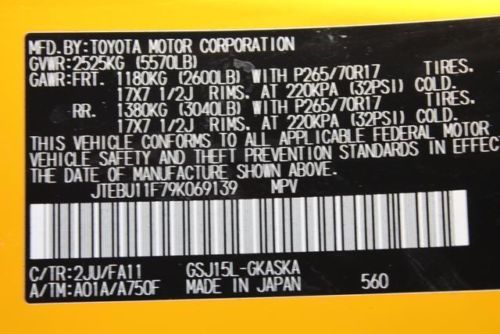 MFD.BY:TOYOTA MOTOR CORPORATION
GVWR:2525KG (5570LB)
GAWR:FRT. 1180KG (2600LB) WITH P265/70R17 TIRES.
17X7 1/2J RIMS. AT 220KPA (32PSI) COLD.
RR. 1380KG (3040LB) WITH P265/70R17 TIRES.
17X7 1/2J RIMS. AT 220KPA (32PSI) COLD.
THIS VEHICLE CONFORMS TO ALL APPLICABLE FEDERAL MOTOR
VEHICLE SAFETY AND THEFT PREVENTION STANDARDS IN EFFEC
THE DATE OF MANUFACTURE SHOWN ABOVE.
JTEBU11F79K069139 MPV
C/TR:2JU/FA11 GSJ15L-GKASKA
A/TM:A01A/A750F MADE IN JAPAN 560